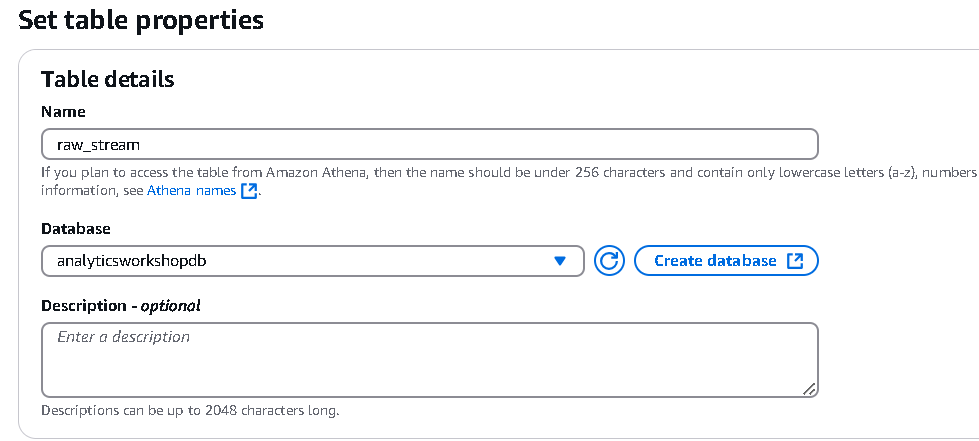 Set table properties
Table details
Name
raw_stream
If you plan to access the table from Amazon Athena, then the name should be under 256 characters and contain only lowercase letters (a-z), numbers
information, see Athena names.
Database
analyticsworkshopdb
Create database
Description - optional
Enter a description
Descriptions can be up to 2048 characters long.